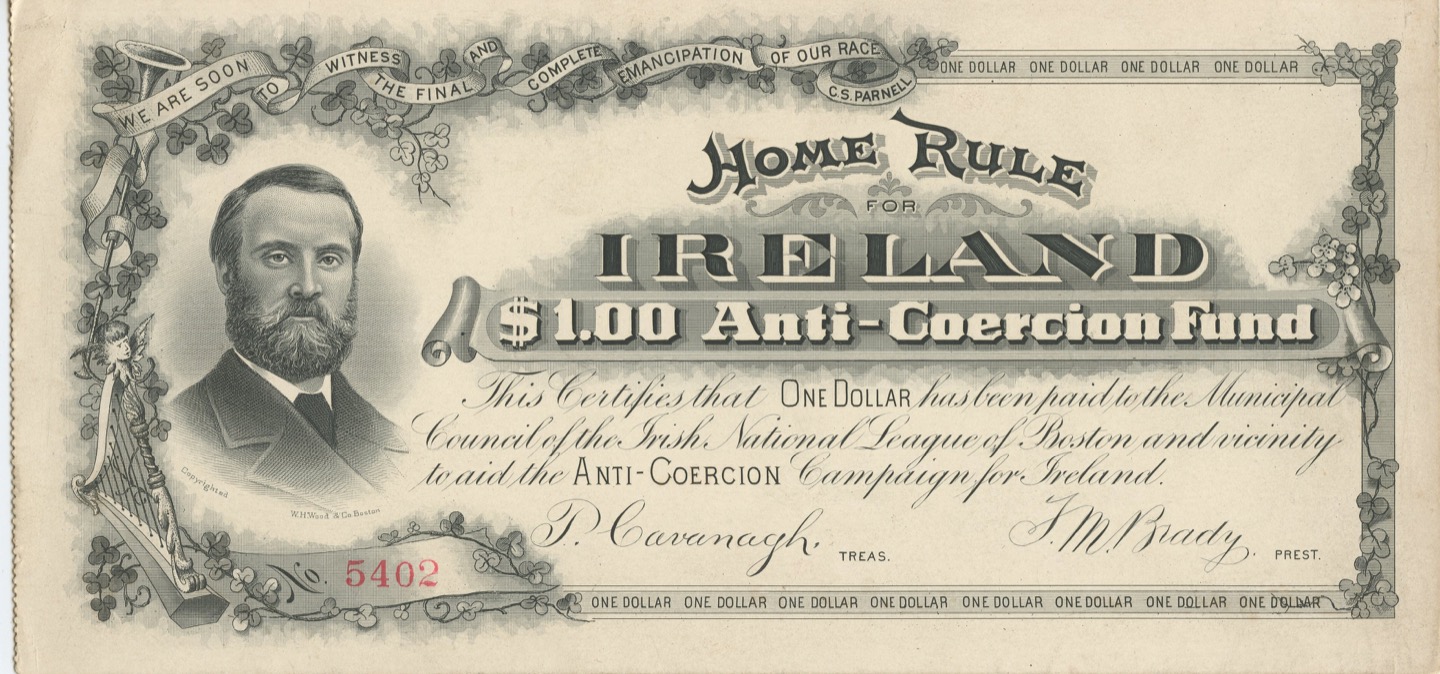 WE ARE SOON TO WITNESS THE FINAL AND COMPLETE EMANCIPATION OF OUR RACE
C.S. PARNELL
ONE DOLLAR ONE DOLLAR ONE DOLLAR ONE DOLLAR
HOME RULE
FOR
IRELAND
$1.00 Anti-Coercion Fund
This Certifies that ONE DOLLAR has been paid to the Municipal
Council of the Irish National League of Boston and vicinity
to aid the ANTI-COERCION Campaign for Ireland.
Copyrighted
W.H. Wood & Co. Boston
P. Cavanagh. TREAS.
T. M. Brady. PREST.
No. 5402
ONE DOLLAR ONE DOLLAR ONE DOLLAR ONE DOLLAR ONE DOLLAR ONE DOLLAR ONE DOLLAR ONE DOLLAR